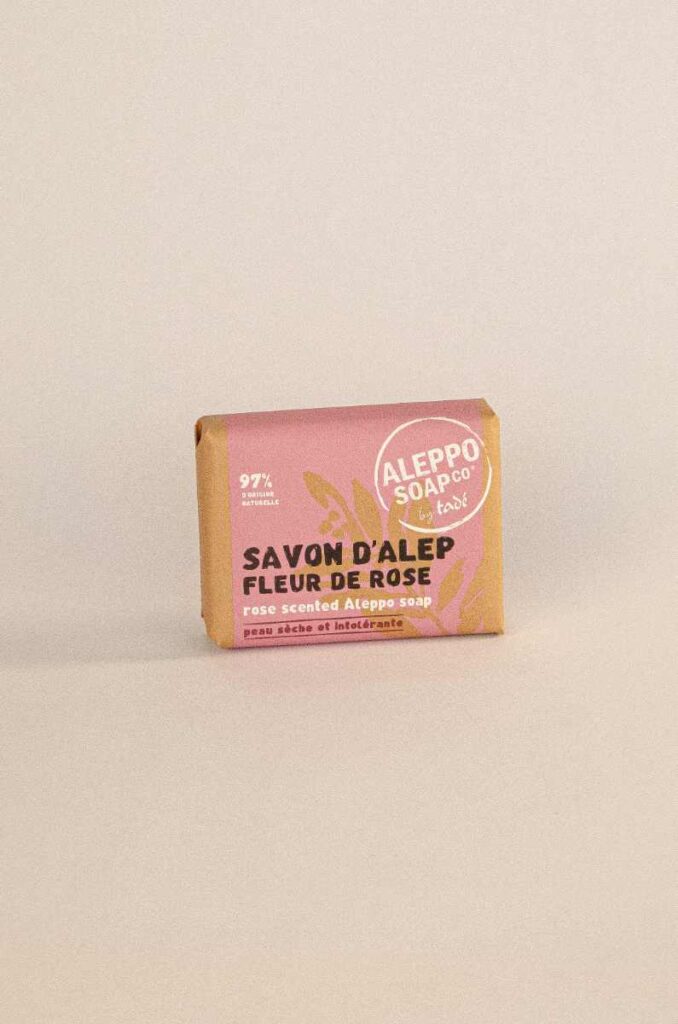 97%
D'ORIGINE
NATURELLE
ALEPPO
SOAP CO®
by tadé
SAVON D'ALEP
FLEUR DE ROSE
rose scented Aleppo soap
peau sèche et intolérante